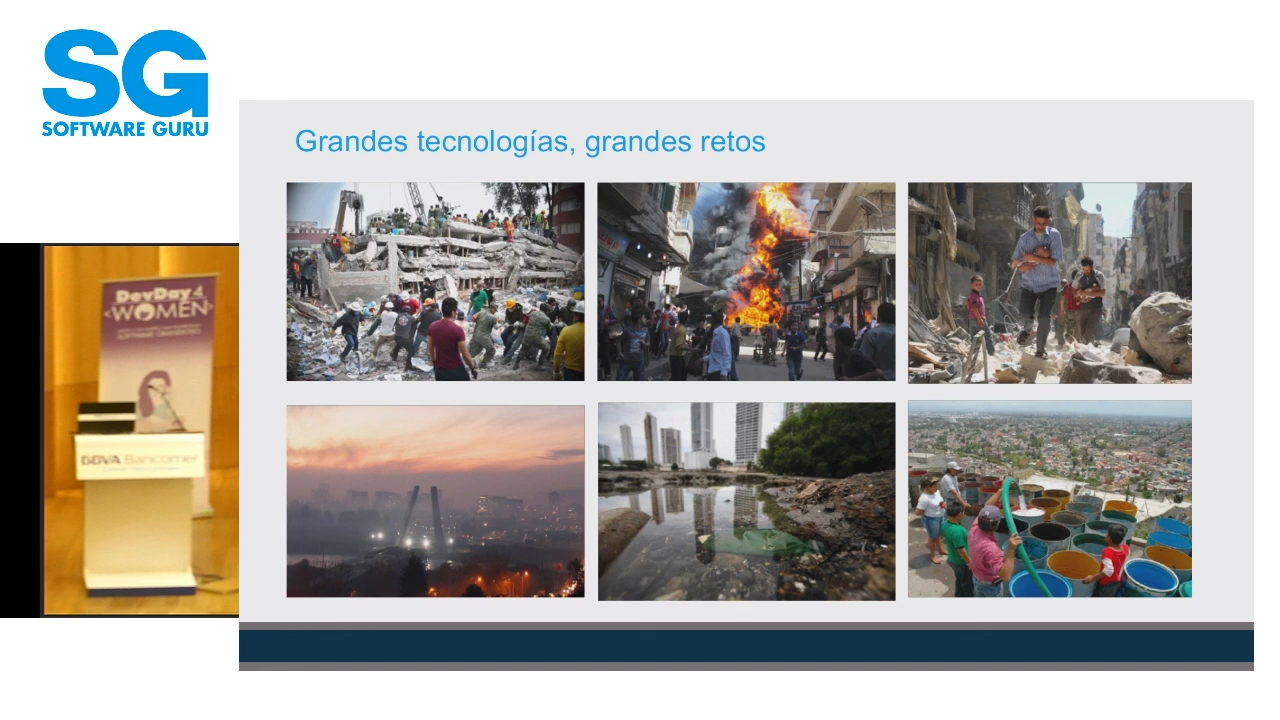 SG
SOFTWARE GURU
Grandes tecnologías, grandes retos
DevDay4
<WOMEN>
BBVA Bancomer